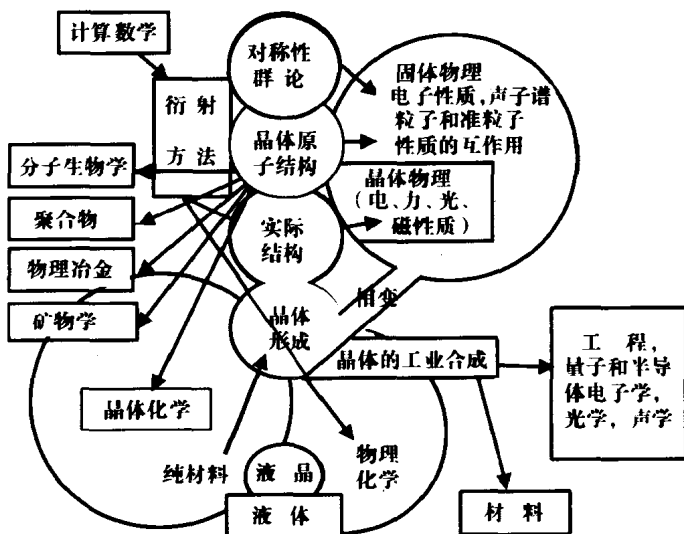 计算数学
对称性
群论
固体物理
电子性质，声子谱
粒子和准粒子
性质的互作用
衍射
方法
晶体原
子结构
分子生物学
晶体物理
（电、力、光、
磁性质）
聚合物
实际
结构
物理冶金
相变
矿物学
晶体
形成
工程，
量子和半导
体电子学，
光学，声学
晶体的工业合成
晶体化学
纯材料
液晶
物理
化学
液体
材料